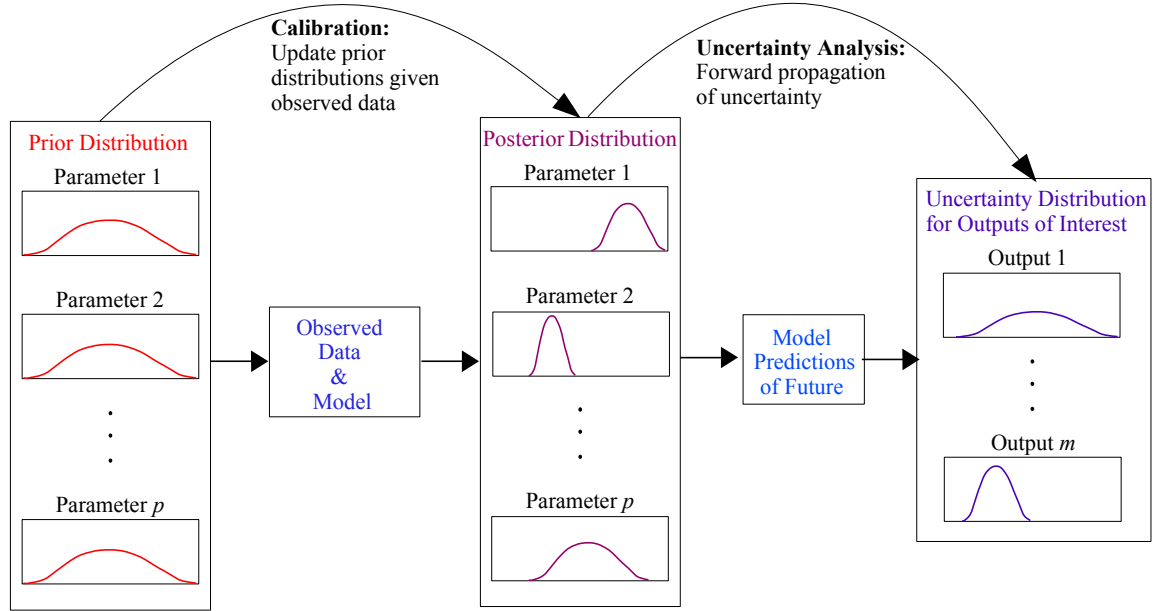 Calibration:
Update prior
distributions given
observed data
Uncertainty Analysis:
Forward propagation
of uncertainty
Prior Distribution
Parameter 1
Parameter 2
Parameter p
Observed
Data
&
Model
Posterior Distribution
Parameter 1
Parameter 2
Parameter p
Model
Predictions
of Future
Uncertainty Distribution
for Outputs of Interest
Output 1
Output m